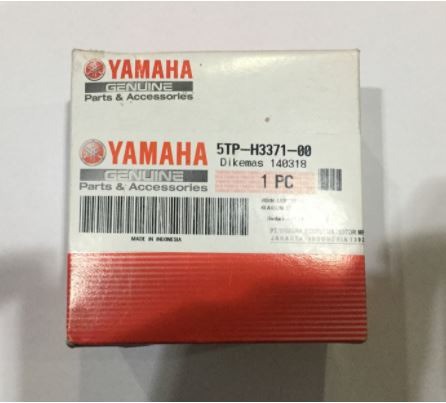 YAMAHA
GENUINE
Parts & Accessories
YAMAHA
GENUINE
Parts & Accessories
5TP-H3371-00
Dikemas 140318
1 PC
MADE IN INDONESIA